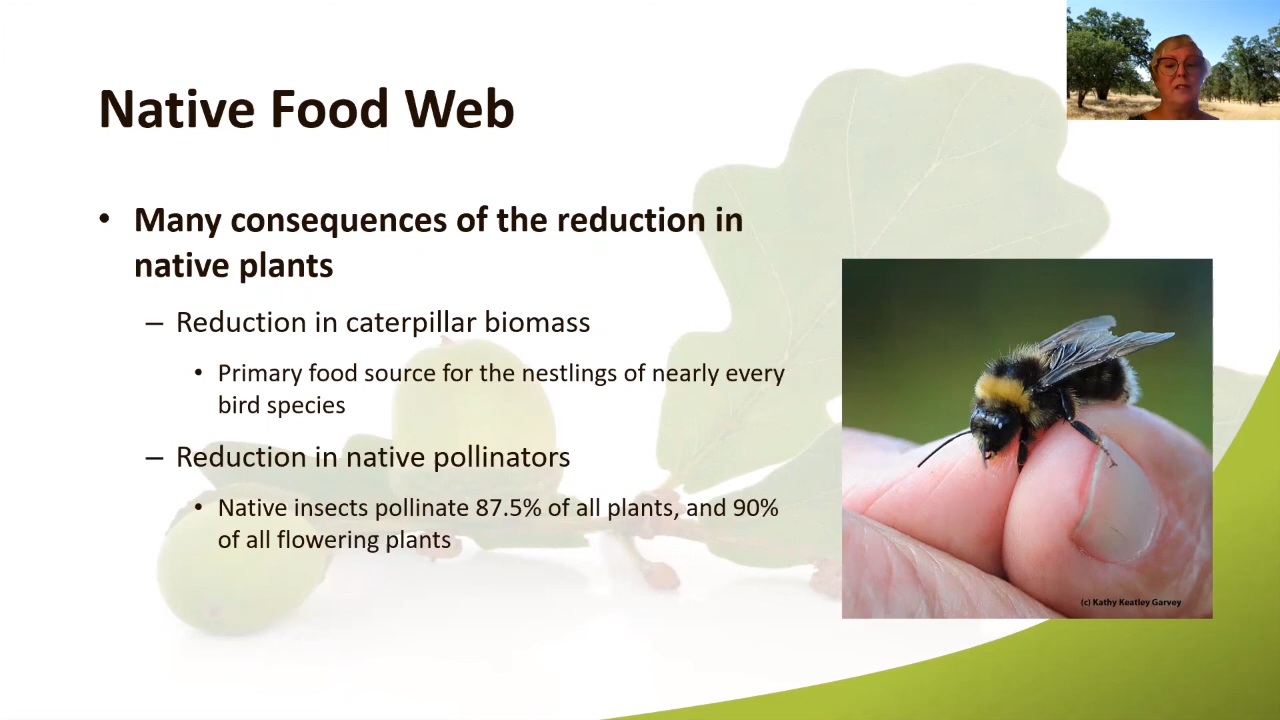 Native Food Web
• Many consequences of the reduction in
native plants
– Reduction in caterpillar biomass
• Primary food source for the nestlings of nearly every
bird species
– Reduction in native pollinators
• Native insects pollinate 87.5% of all plants, and 90%
of all flowering plants
(c) Kathy Keatley Garvey